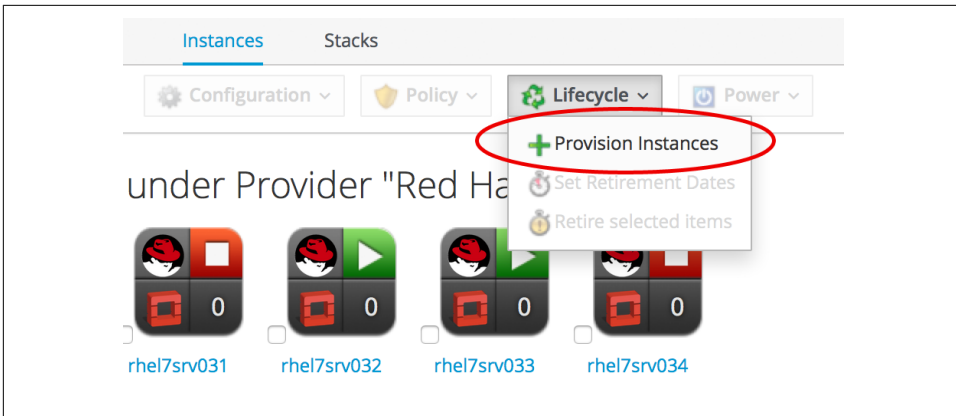 Instances Stacks
Configuration Policy Lifecycle Power
Provision Instances
under Provider "Red Ha
Set Retirement Dates
Retire selected items
0 0 0 0
rhel7srv031 rhel7srv032 rhel7srv033 rhel7srv034